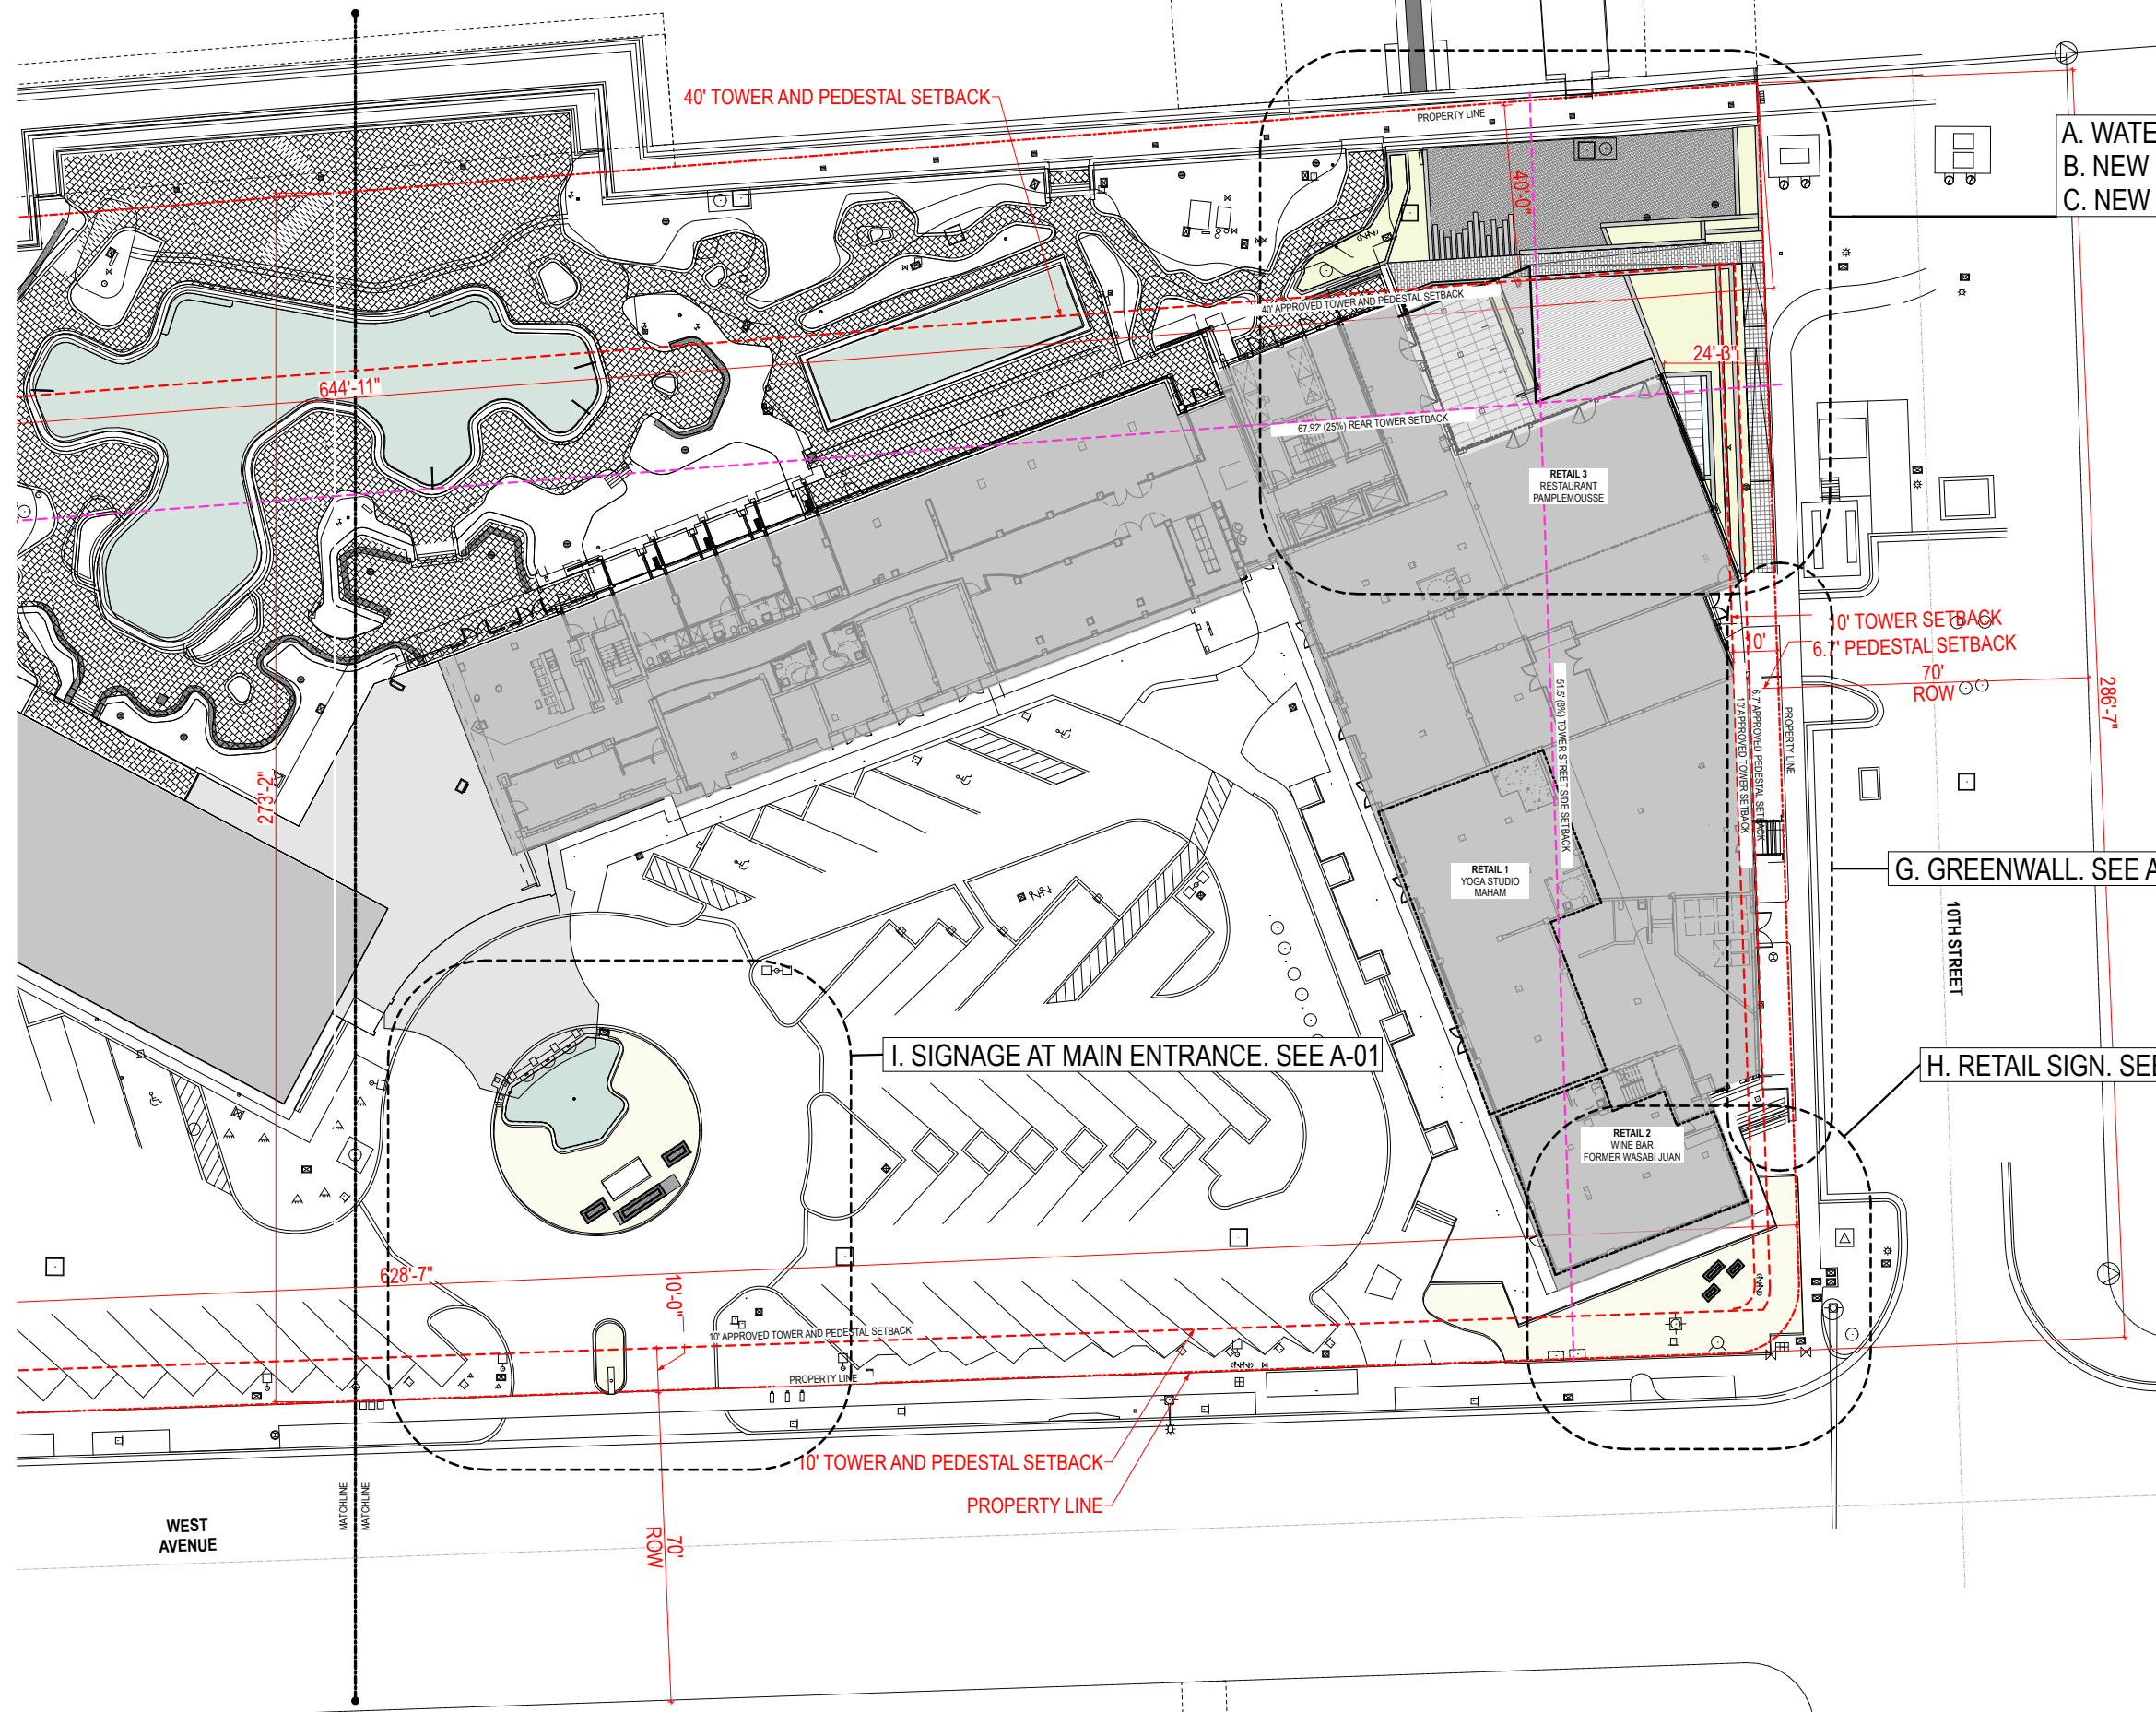 40' TOWER AND PEDESTAL SETBACK
PROPERTY LINE
40'-0"
A. WATE
B. NEW
C. NEW
40' APPROVED TOWER AND PEDESTAL SETBACK
24'-3"
644'-11"
67.92' (25%) REAR TOWER SETBACK
RETAIL 3
RESTAURANT
PAMPLEMOUSSE
10' TOWER SETBACK
10'
6.7' PEDESTAL SETBACK
70'
ROW
286'-7"
51.5' (8%) TOWER STREET SIDE SETBACK
6.7' APPROVED PEDESTAL SETBACK
10' APPROVED TOWER SETBACK
PROPERTY LINE
273'-2"
RETAIL 1
YOGA STUDIO
MAHAM
G. GREENWALL. SEE A
10TH STREET
I. SIGNAGE AT MAIN ENTRANCE. SEE A-01
H. RETAIL SIGN. SEE
RETAIL 2
WINE BAR
FORMER WASABI JUAN
628'-7"
10'-0"
10' APPROVED TOWER AND PEDESTAL SETBACK
PROPERTY LINE
10' TOWER AND PEDESTAL SETBACK
PROPERTY LINE
MATCHLINE
MATCHLINE
WEST
AVENUE
70'
ROW